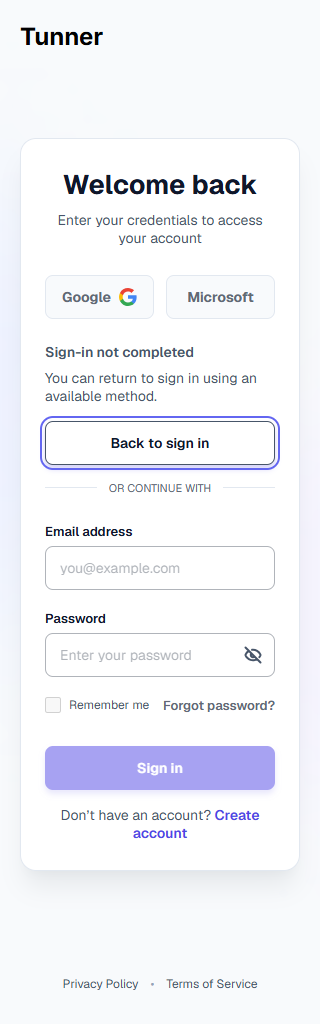 Tunner
Welcome back
Enter your credentials to access
your account
Google
Microsoft
Sign-in not completed
You can return to sign in using an
available method.
Back to sign in
OR CONTINUE WITH
Email address
you@example.com
Password
Enter your password
Remember me
Forgot password?
Sign in
Don’t have an account? Create
account
Privacy Policy • Terms of Service